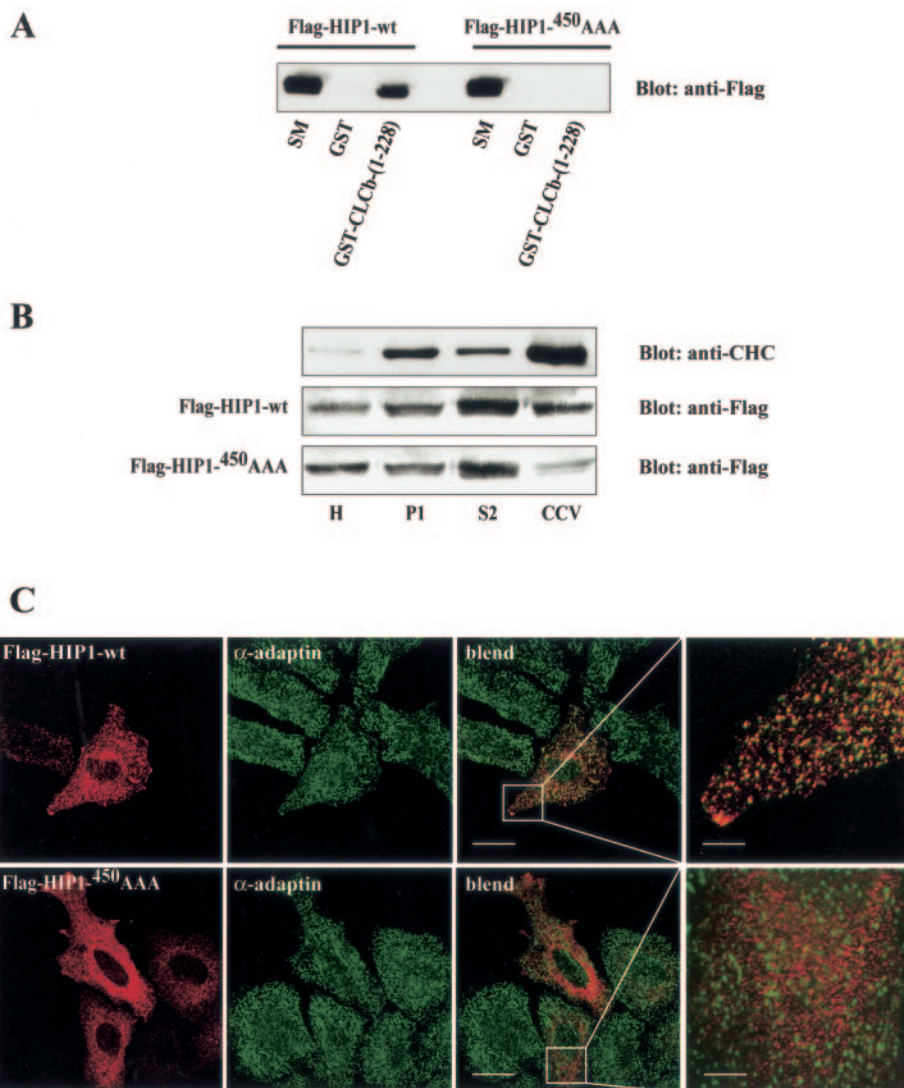 A
Flag-HIP1-wt
Flag-HIP1-450AAA
Blot: anti-Flag
SM
GST
GST-CLCb-(1-228)
SM
GST
GST-CLCb-(1-228)
B
Blot: anti-CHC
Flag-HIP1-wt
Blot: anti-Flag
Flag-HIP1-450AAA
Blot: anti-Flag
H
P1
S2
CCV
C
Flag-HIP1-wt
α-adaptin
blend
Flag-HIP1-450AAA
α-adaptin
blend